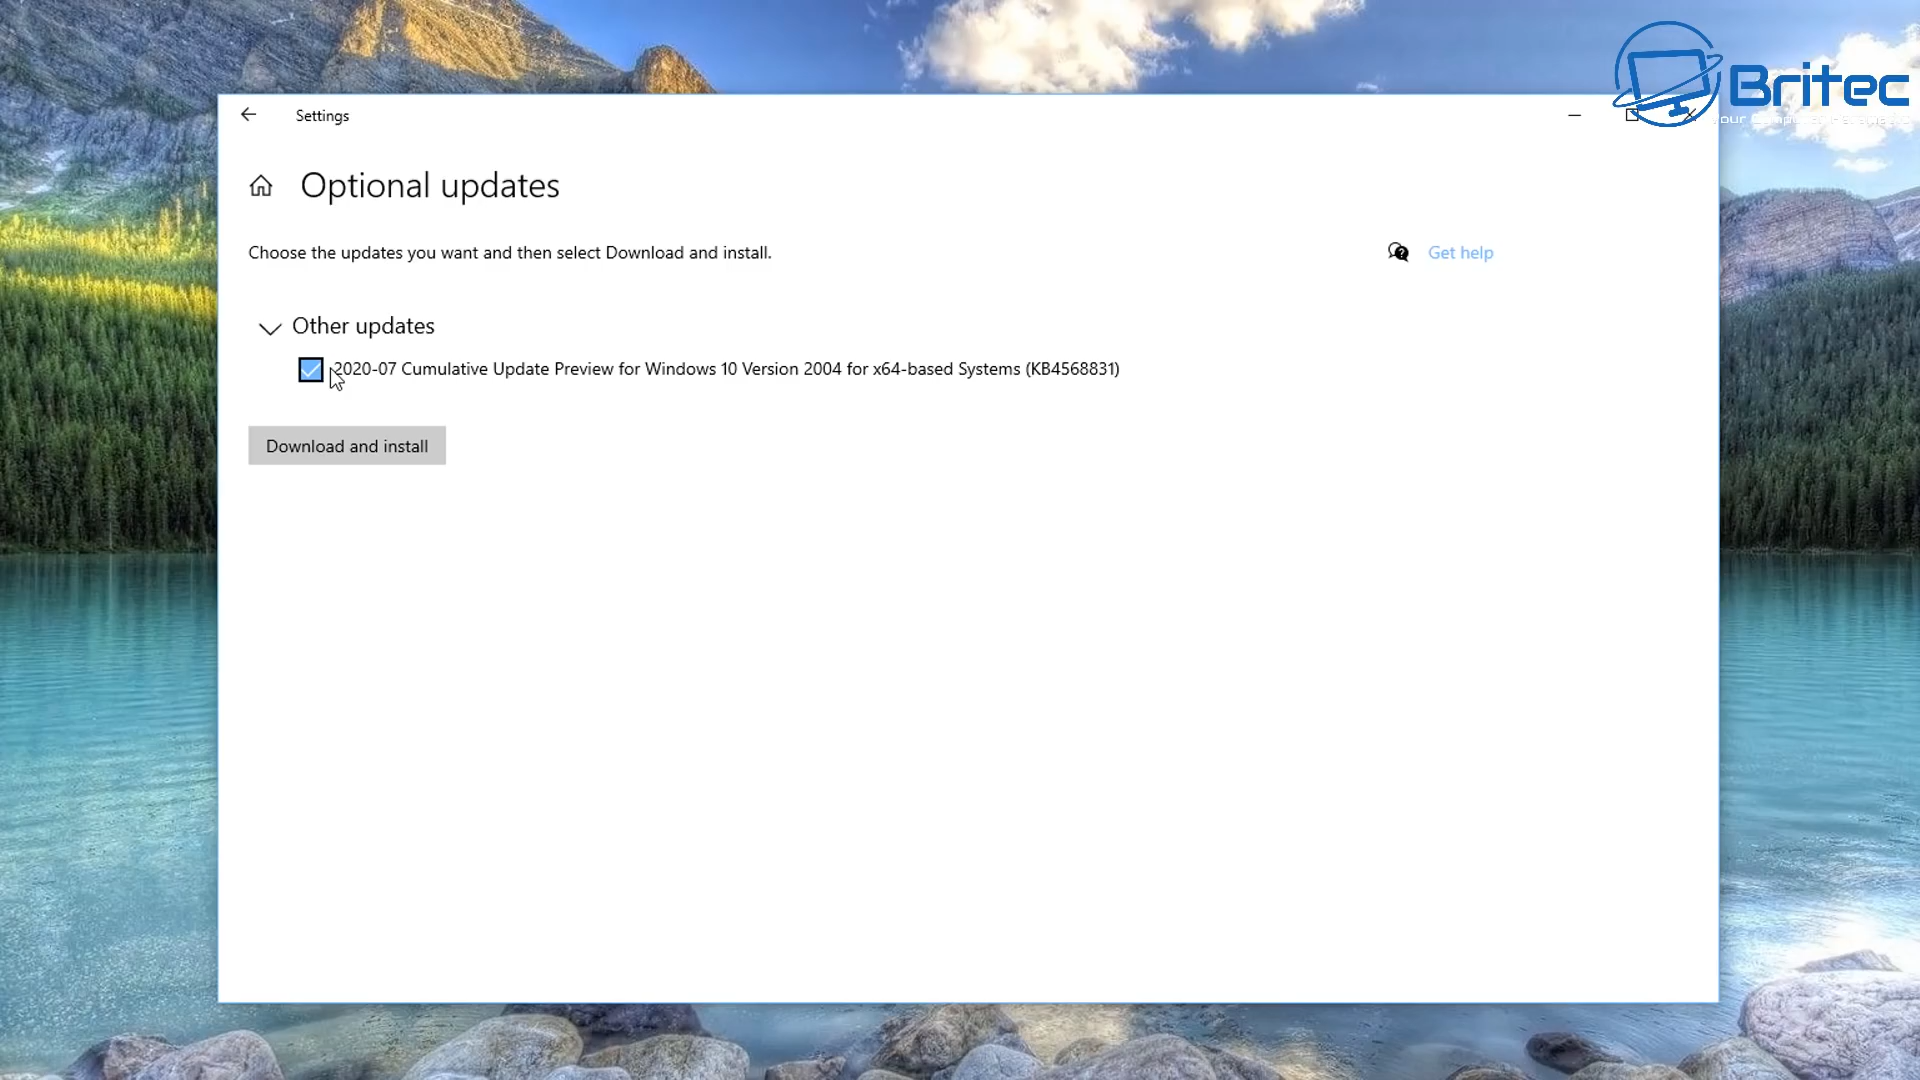 Britec
Settings
Optional updates
Choose the updates you want and then select Download and install.
Get help
Other updates
2020-07 Cumulative Update Preview for Windows 10 Version 2004 for x64-based Systems (KB4568831)
Download and install